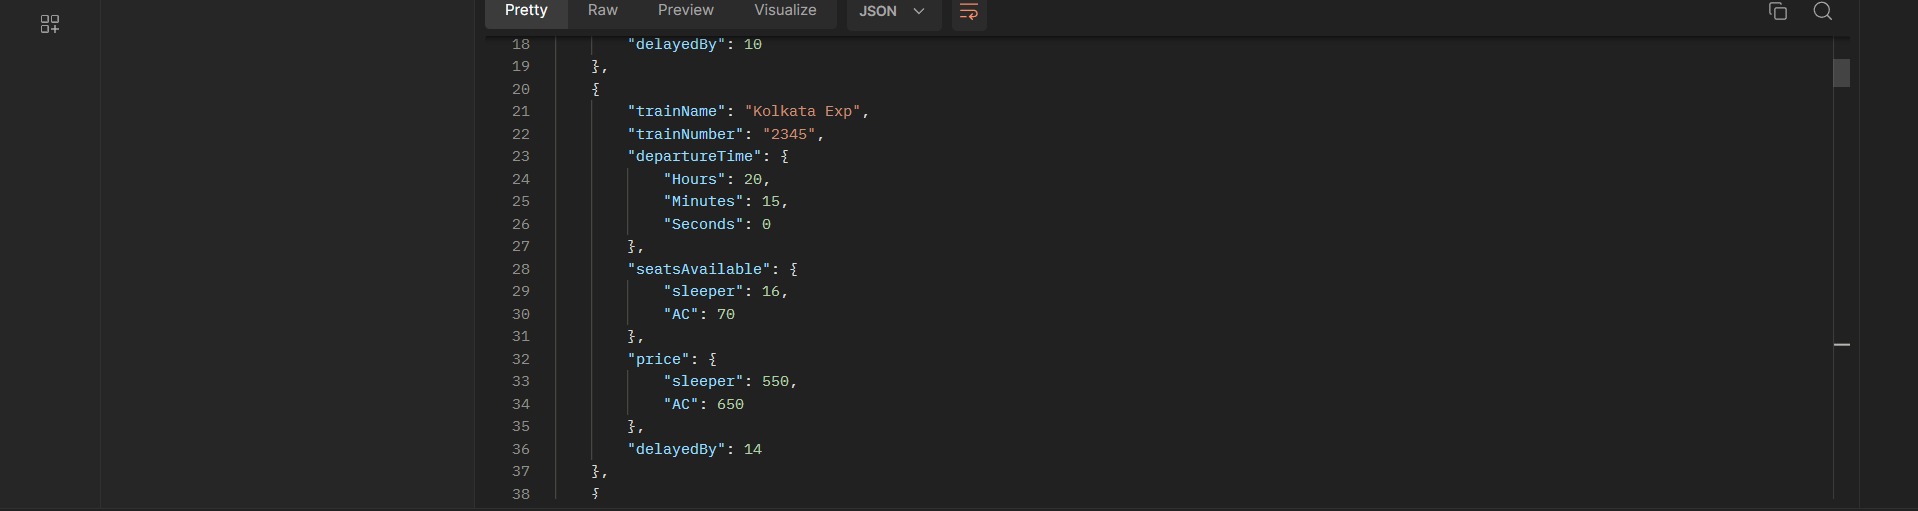 Pretty Raw Preview Visualize JSON
18 "delayedBy": 10
19 },
20 {
21 "trainName": "Kolkata Exp",
22 "trainNumber": "2345",
23 "departureTime": {
24 "Hours": 20,
25 "Minutes": 15,
26 "Seconds": 0
27 },
28 "seatsAvailable": {
29 "sleeper": 16,
30 "AC": 70
31 },
32 "price": {
33 "sleeper": 550,
34 "AC": 650
35 },
36 "delayedBy": 14
37 },
38 {